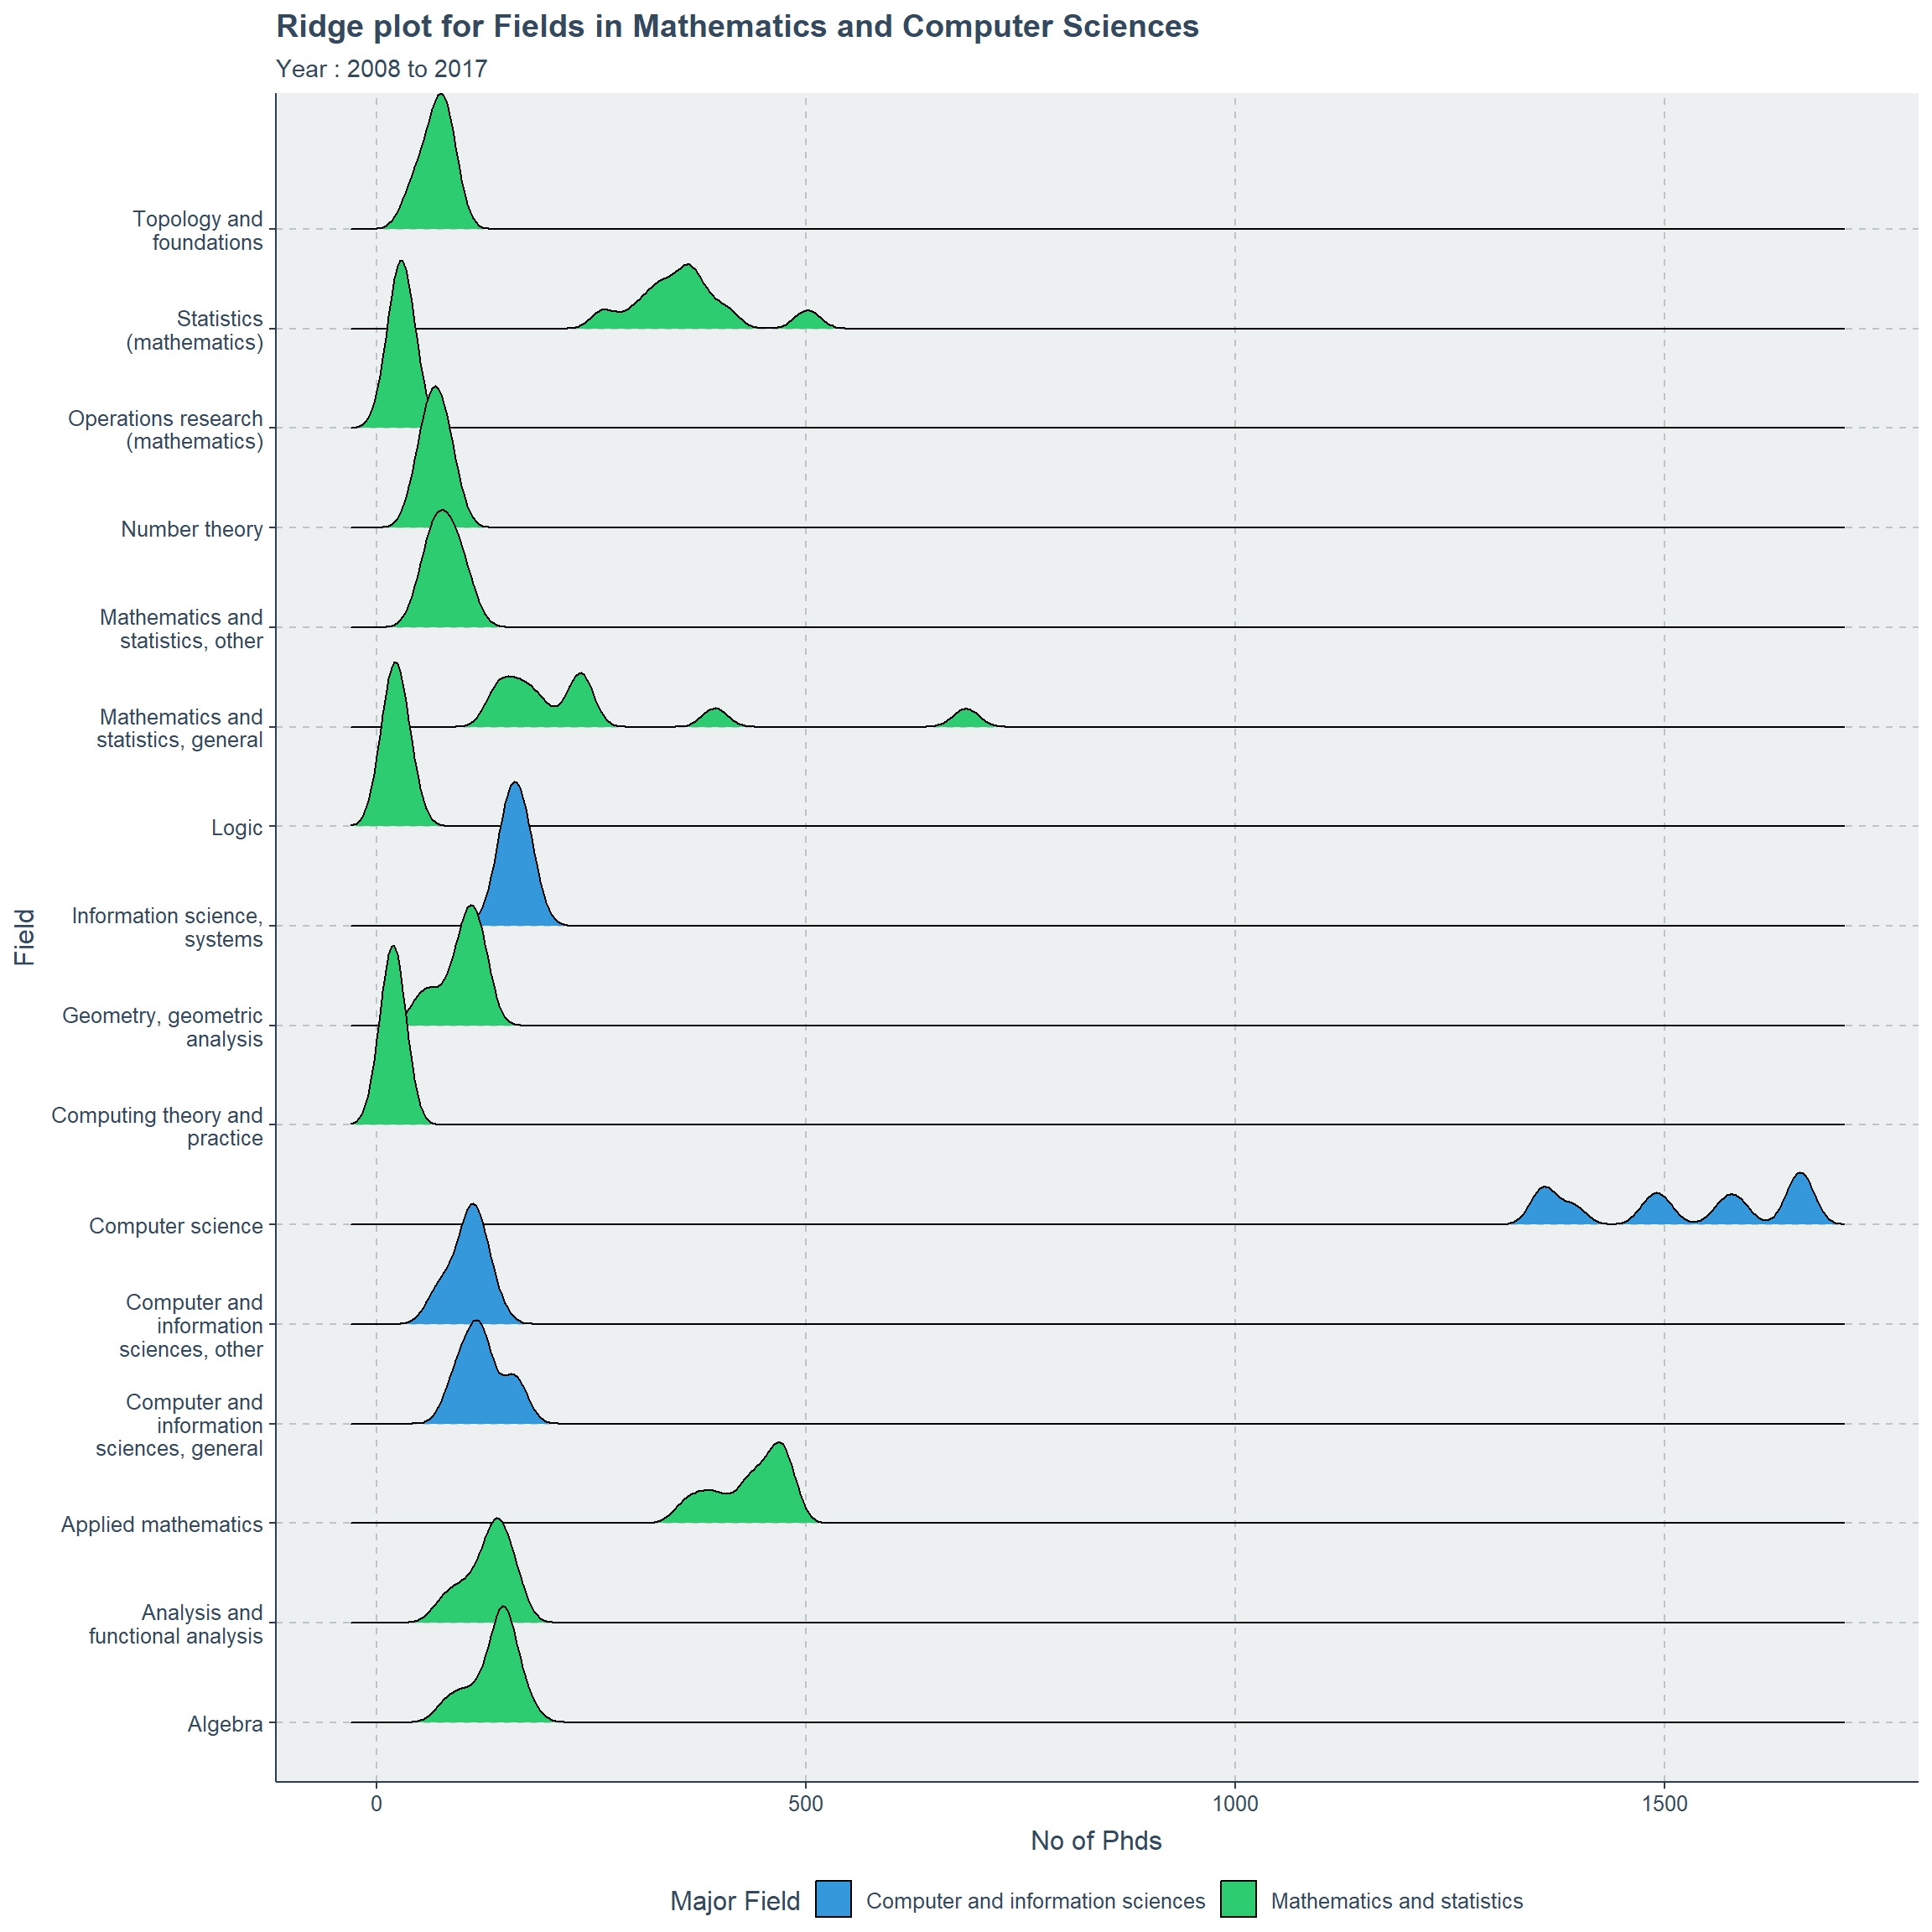 Ridge plot for Fields in Mathematics and Computer Sciences
Year : 2008 to 2017
Topology and
foundations
Statistics
(mathematics)
Operations research
(mathematics)
Number theory
Mathematics and
statistics, other
Mathematics and
statistics, general
Logic
Information science,
systems
Geometry, geometric
analysis
Computing theory and
practice
Computer science
Computer and
information
sciences, other
Computer and
information
sciences, general
Applied mathematics
Analysis and
functional analysis
Algebra
Field
0 500 1000 1500
No of Phds
Major Field Computer and information sciences Mathematics and statistics